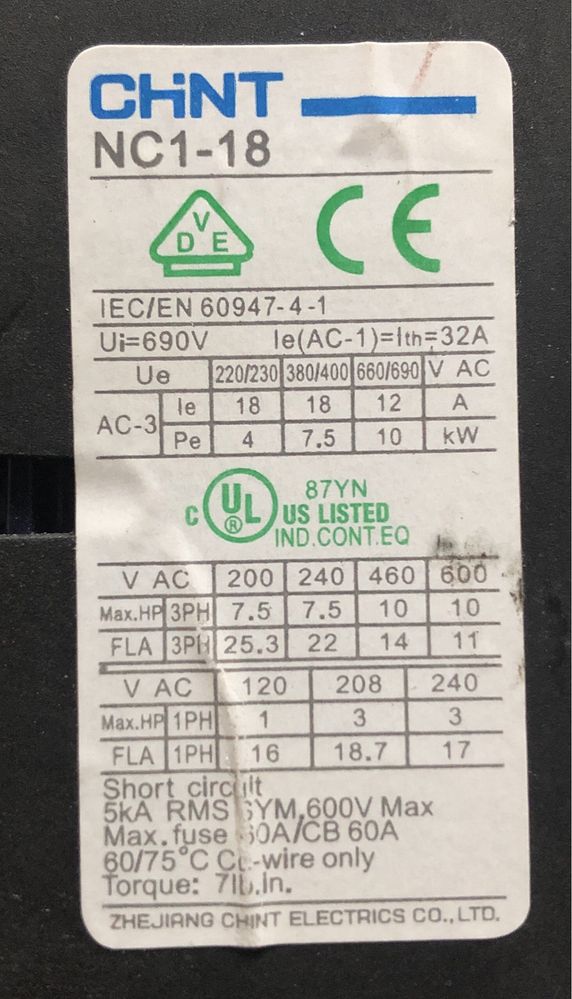 CHiNT
NC1-18
V
D E
CE
IEC/EN 60947-4-1
Ui=690V Ie(AC-1)=Ith=32A
Ue 220/230 380/400 660/690 V AC
AC-3 Ie 18 18 12 A
Pe 4 7.5 10 kW
C UL ® 87YN
US LISTED
IND.CONT.EQ
V AC 200 240 460 600
Max.HP 3PH 7.5 7.5 10 10
FLA 3PH 25.3 22 14 11
V AC 120 208 240
Max.HP 1PH 1 3 3
FLA 1PH 16 18.7 17
Short circuit
5kA RMS SYM,600V Max
Max.fuse /CB 60A
60/75°C -wire only
Torque: 7lb.in.
ZHEJIANG CHINT ELECTRICS CO.,LTD.